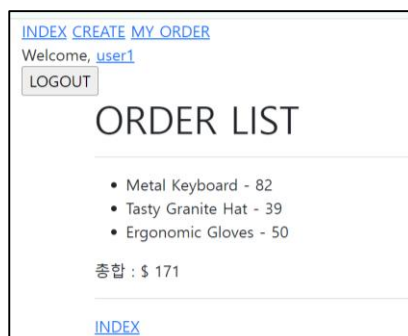 INDEX CREATE MY ORDER
Welcome, user1
LOGOUT
ORDER LIST
• Metal Keyboard - 82
• Tasty Granite Hat - 39
• Ergonomic Gloves - 50
종합 : $ 171
INDEX